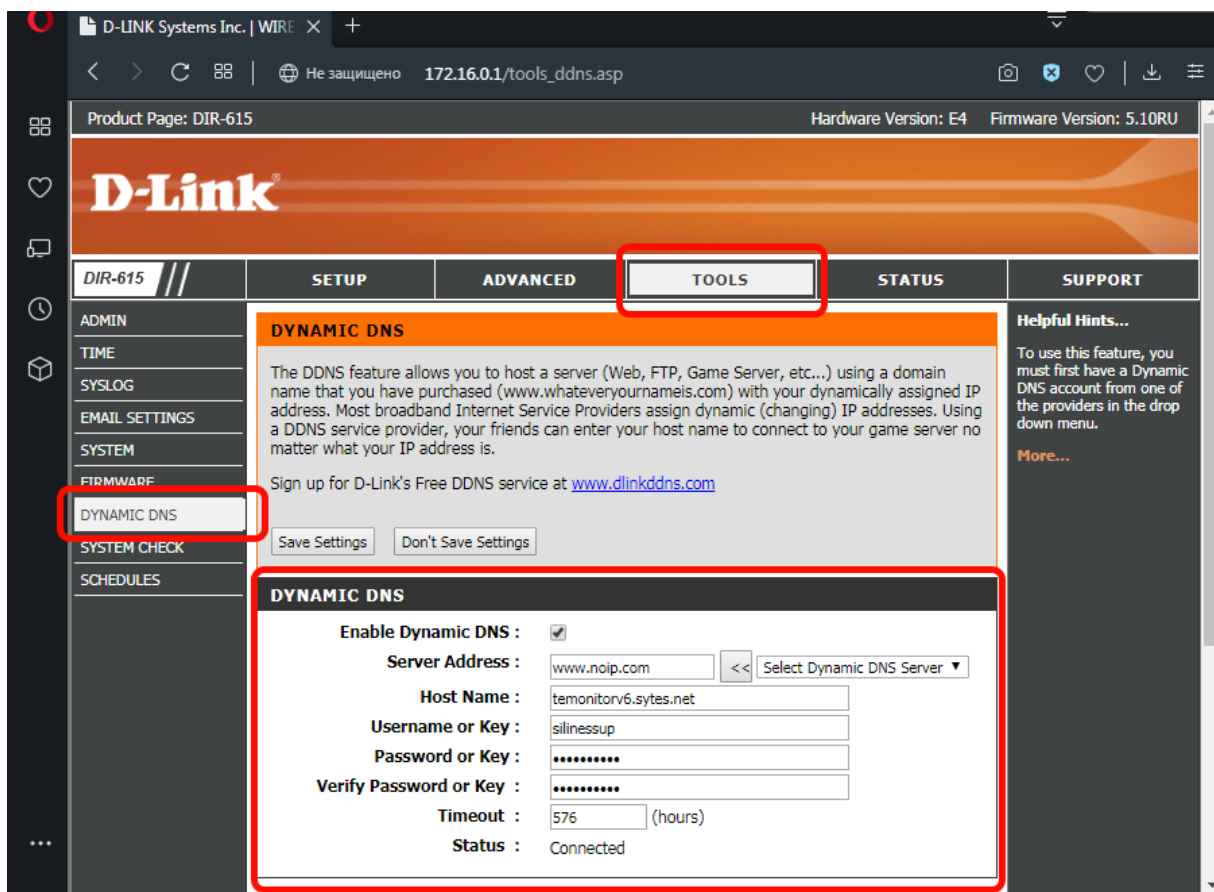 D-LINK Systems Inc. | WIRE
Не защищено 172.16.0.1/tools_ddns.asp
Product Page: DIR-615 Hardware Version: E4 Firmware Version: 5.10RU
D-Link®
DIR-615 SETUP ADVANCED TOOLS STATUS SUPPORT
ADMIN
TIME
SYSLOG
EMAIL SETTINGS
SYSTEM
FIRMWARE
DYNAMIC DNS
SYSTEM CHECK
SCHEDULES
DYNAMIC DNS
The DDNS feature allows you to host a server (Web, FTP, Game Server, etc...) using a domain
name that you have purchased (www.whateveryournameis.com) with your dynamically assigned IP
address. Most broadband Internet Service Providers assign dynamic (changing) IP addresses. Using
a DDNS service provider, your friends can enter your host name to connect to your game server no
matter what your IP address is.
Sign up for D-Link's Free DDNS service at www.dlinkddns.com
Save Settings Don't Save Settings
DYNAMIC DNS
Enable Dynamic DNS :
Server Address : www.noip.com << Select Dynamic DNS Server
Host Name : temonitorv6.sytes.net
Username or Key : silinessup
Password or Key : ••••••••••
Verify Password or Key : ••••••••••
Timeout : 576 (hours)
Status : Connected
Helpful Hints...
To use this feature, you
must first have a Dynamic
DNS account from one of
the providers in the drop
down menu.
More...